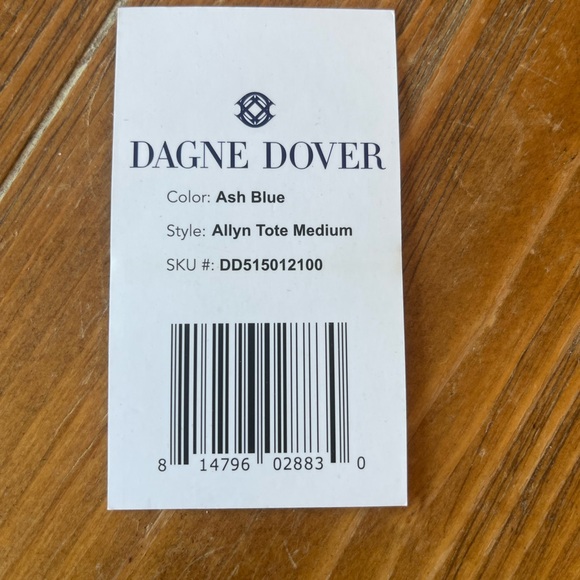 DAGNE DOVER
Color: Ash Blue
Style: Allyn Tote Medium
SKU #: DD515012100
8 14796 02883 0